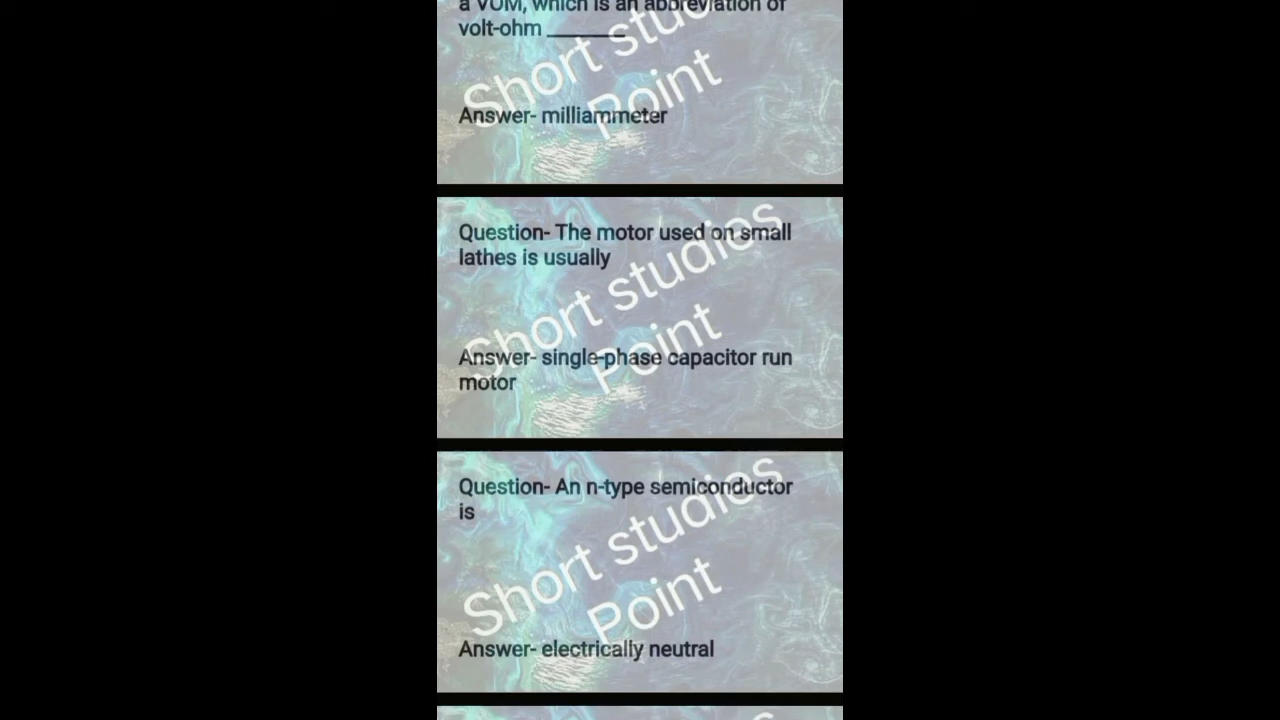 a VOM, which is an abbreviation of
volt-ohm ________
Short studies
Point
Answer- milliammeter
Question- The motor used on small
lathes is usually
Short studies
Point
Answer- single-phase capacitor run
motor
Question- An n-type semiconductor
is
Short studies
Point
Answer- electrically neutral